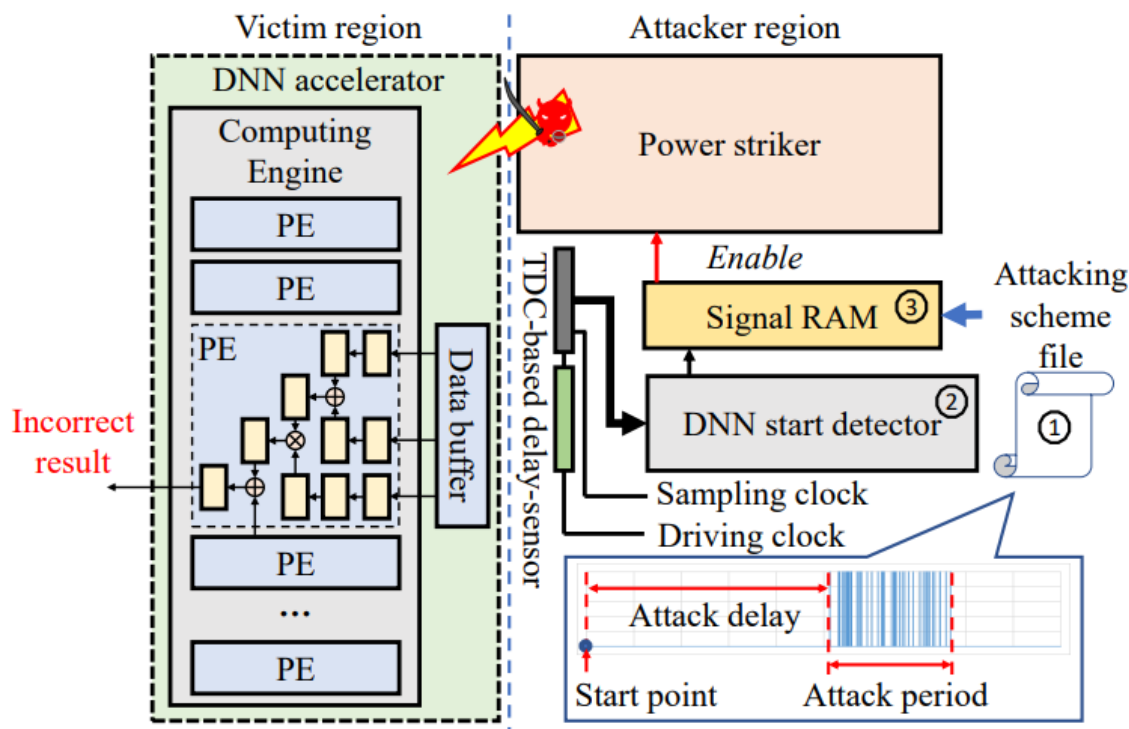 Victim region
Attacker region
DNN accelerator
Computing
Engine
PE
PE
PE
PE
...
PE
Data buffer
Incorrect
result
Power striker
Enable
TDC-based delay-sensor
Signal RAM
③
DNN start detector
②
Attacking
scheme
file
①
Sampling clock
Driving clock
Attack delay
Start point
Attack period